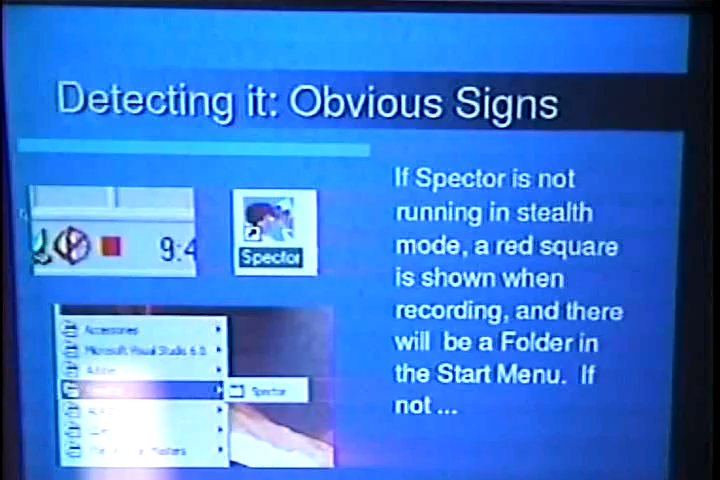 Detecting it: Obvious Signs
If Spector is not
running in stealth
mode, a red square
is shown when
recording, and there
will be a Folder in
the Start Menu. If
not ...
9:4
Spector
Accessories
Microsoft Visual Studio 6.0
Spector